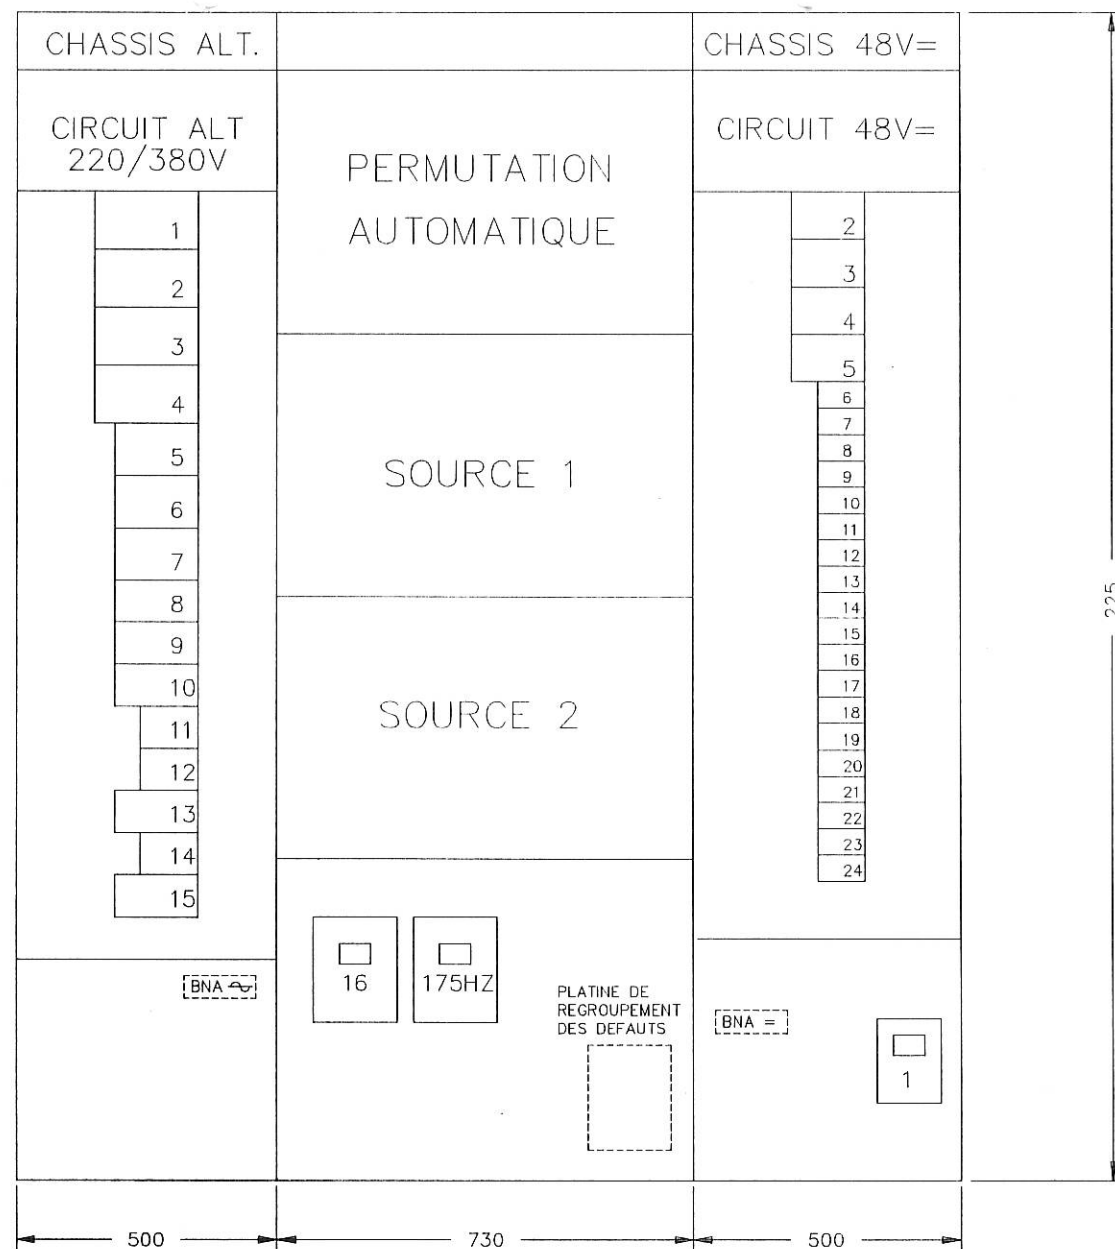 CHASSIS ALT.
CHASSIS 48V=
CIRCUIT ALT
220/380V
PERMUTATION
AUTOMATIQUE
CIRCUIT 48V=
1
2
3
4
5
6
7
8
9
10
11
12
13
14
15
SOURCE 1
SOURCE 2
2
3
4
5
6
7
8
9
10
11
12
13
14
15
16
17
18
19
20
21
22
23
24
BNA
16
175HZ
PLATINE DE
REGROUPEMENT
DES DEFAUTS
BNA =
1
225
500
730
500